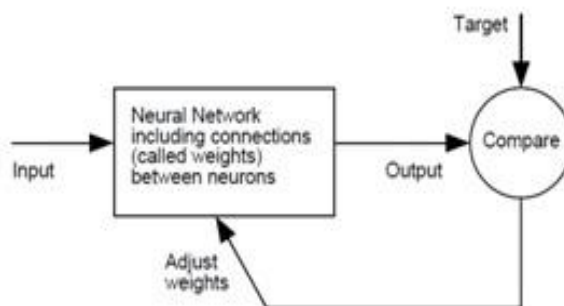 Target
Neural Network
including connections
(called weights)
between neurons
Compare
Input
Output
Adjust
weights